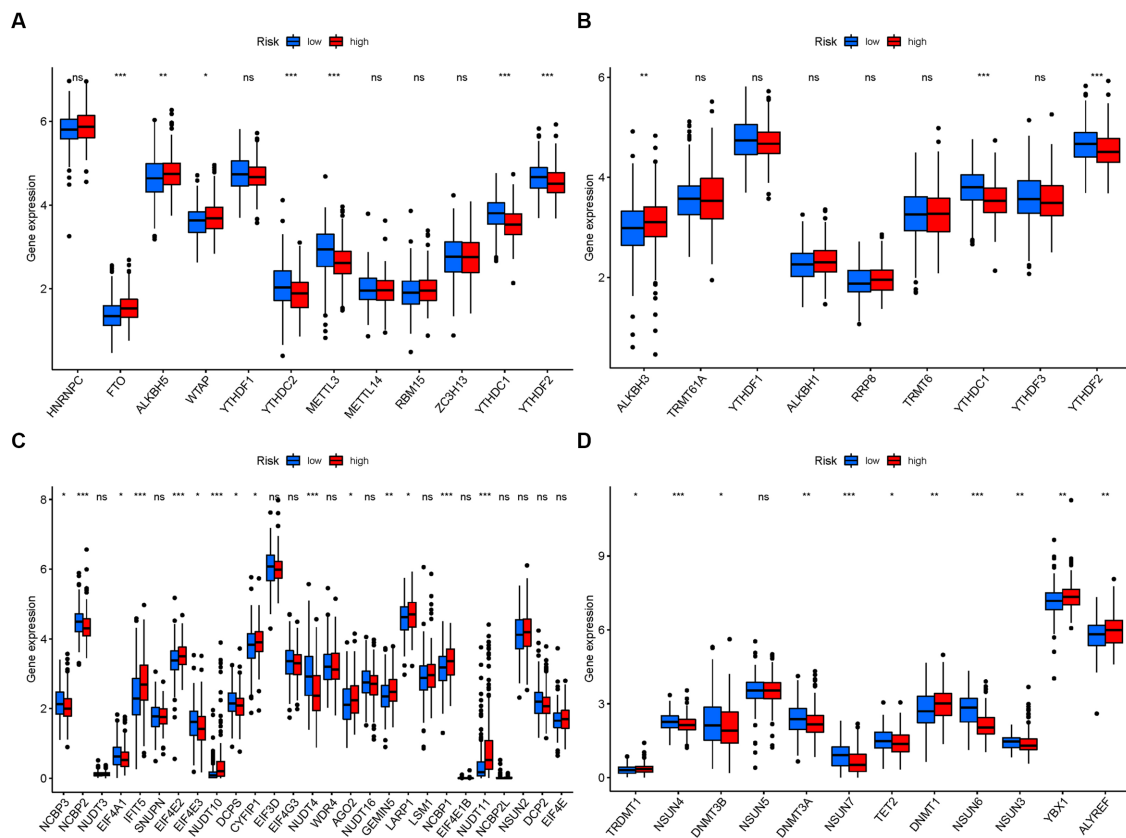 A
Risk low high
Gene expression
6
4
2
ns *** ** * ns *** *** ns ns ns *** ***
HNRNPC FTO ALKBH5 WTAP YTHDF1 YTHDC2 METTL3 METTL14 RBM15 ZC3H13 YTHDC1 YTHDF2
B
Risk low high
Gene expression
6
4
2
** ns ns ns ns ns *** ns ***
ALKBH3 TRMT61A YTHDF1 ALKBH1 RRP8 TRMT6 YTHDC1 YTHDF3 YTHDF2
C
Risk low high
Gene expression
8
6
4
2
0
* *** ns * *** ns *** * *** * * ns ns *** ns * ns ** * ns *** ns *** ns ns ns ns
NCBP3 NCBP2 NUDT3 EIF4A1 IFIT5 SNUPN EIF4E2 EIF4E3 NUDT10 DCPS CYFIP1 EIF3D EIF4G3 NUDT4 WDR4 AGO2 NUDT16 GEMIN5 LARP1 LSM1 NCBP1 EIF4E1B NUDT11 NCBP2L NSUN2 DCP2 EIF4E
D
Risk low high
Gene expression
9
6
3
0
* *** * ns ** *** * ** *** ** ** **
TRDMT1 NSUN4 DNMT3B NSUN5 DNMT3A NSUN7 TET2 DNMT1 NSUN6 NSUN3 YBX1 ALYREF